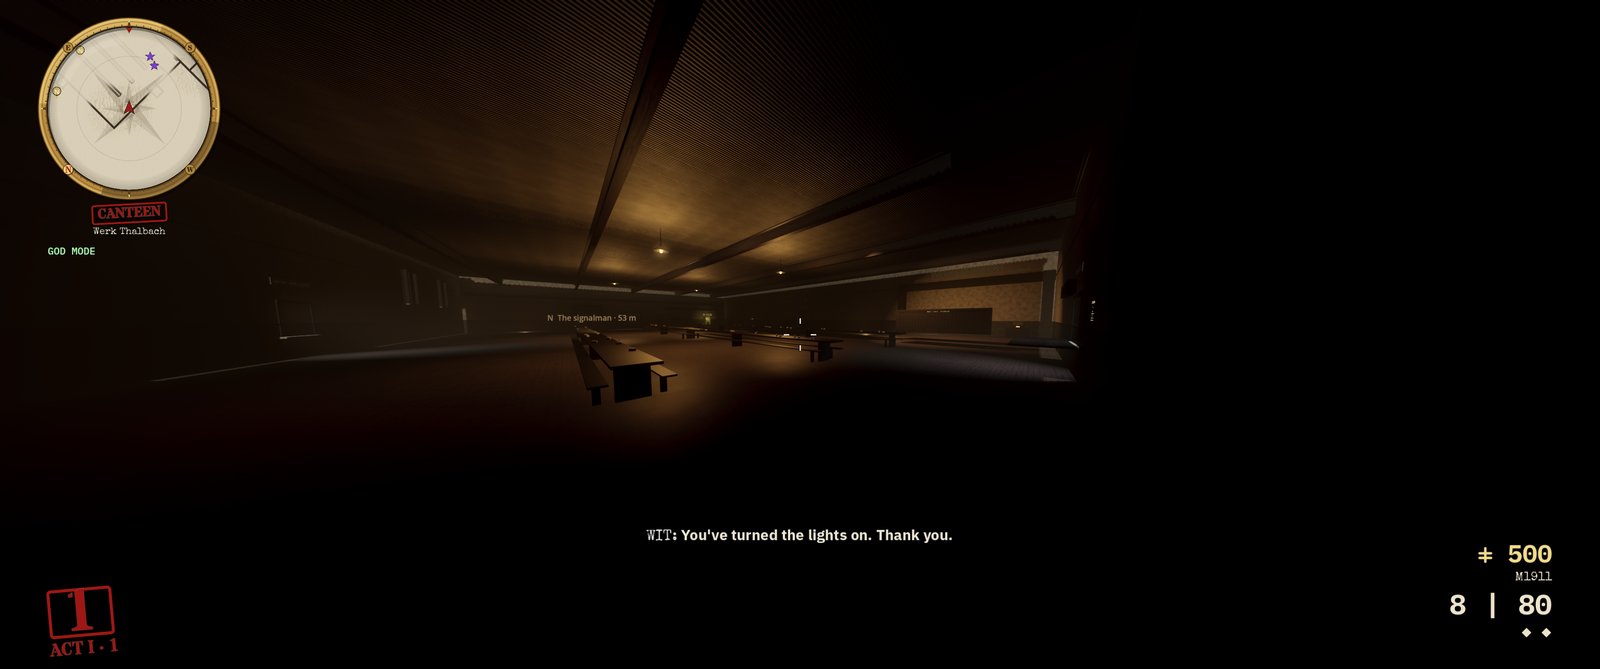 E
S
N
W
CANTEEN
Werk Thalbach
GOD MODE
N The signalman · 53 m
WIT: You've turned the lights on. Thank you.
500
M1911
8 | 80
1
ACT I · 1